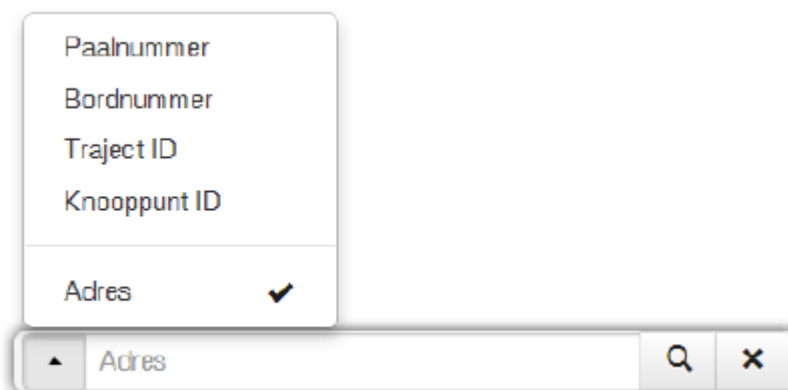 Paalnummer
Bordnummer
Traject ID
Knooppunt ID
Adres
Adres